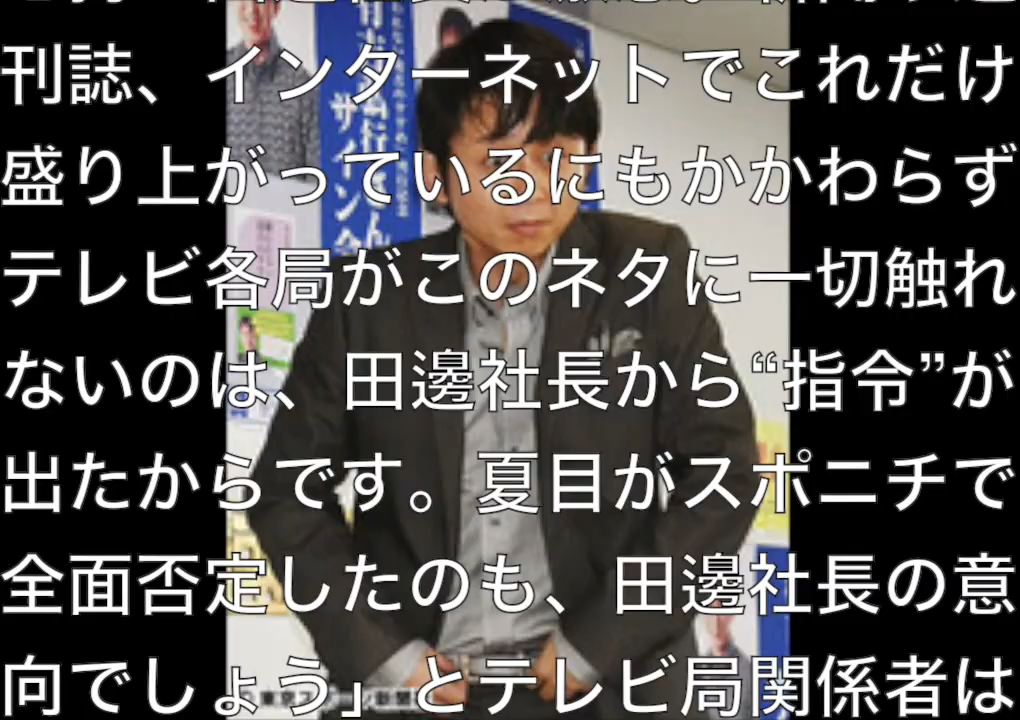 刊誌、インターネットでこれだけ
盛り上がっているにもかかわらず
テレビ各局がこのネタに一切触れ
ないのは、田邊社長から“指令”が
出たからです。夏目がスポニチで
全面否定したのも、田邊社長の意
向でしょう」とテレビ局関係者は
サイン会